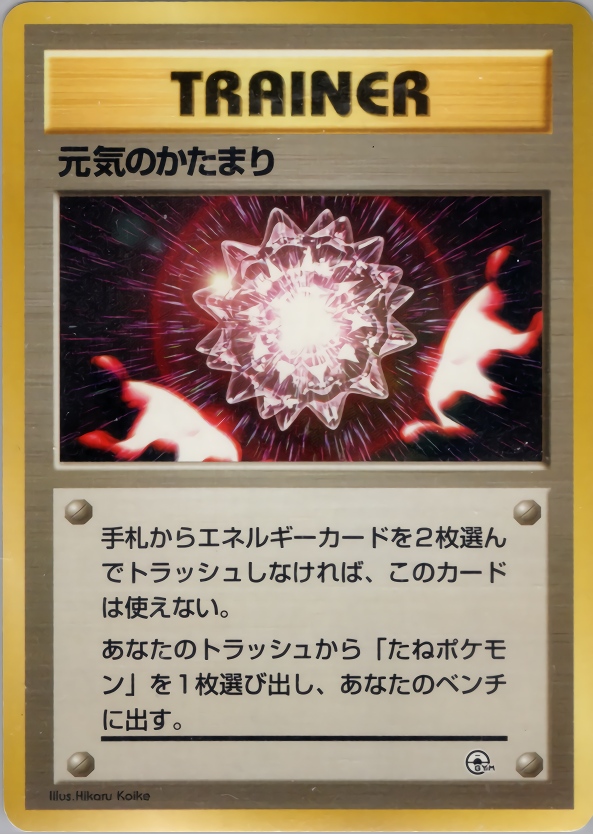 TRAINER
元気のかたまり
手札からエネルギーカードを2枚選ん
でトラッシュしなければ、このカード
は使えない。
あなたのトラッシュから「たねポケモ
ン」を1枚選び出し、あなたのベンチ
に出す。
GYM
Illus.Hikaru Koike